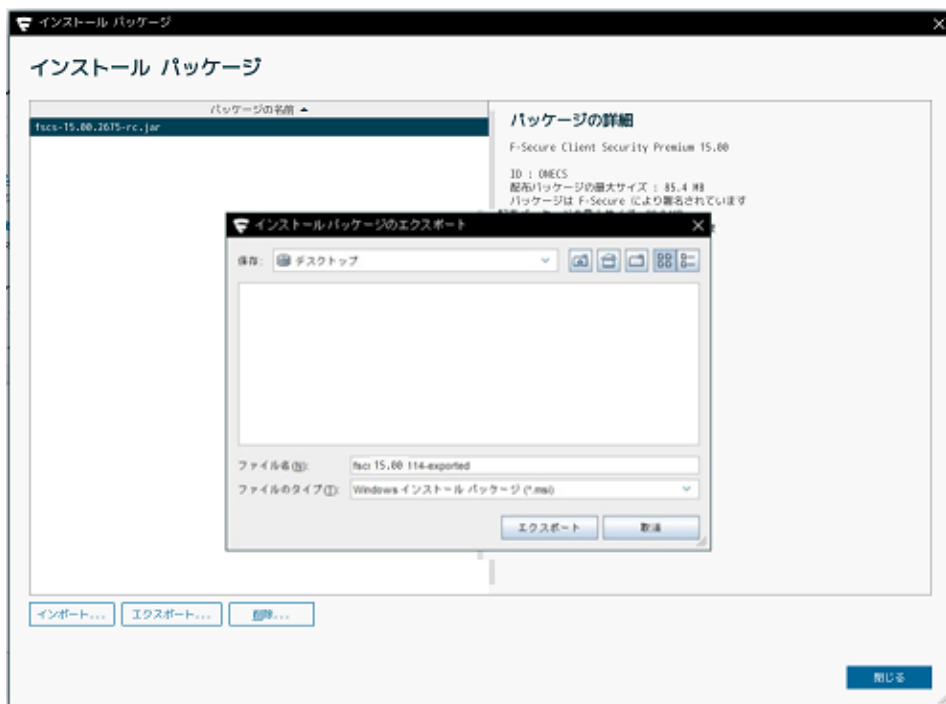 インストール パッケージ
インストール パッケージ
パッケージの名前
fscs-15.00.2675-rc.jar
パッケージの詳細
F-Secure Client Security Premium 15.00
ID : ONECS
配布パッケージの最大サイズ : 85.4 MB
パッケージは F-Secure により署名されています
インストールパッケージのエクスポート
保存:
デスクトップ
ファイル名(N):
15.00 114-exported
ファイルのタイプ(T):
Windows インストール パッケージ (*.msi)
エクスポート
取消
インポート...
エクスポート...
削除...
閉じる